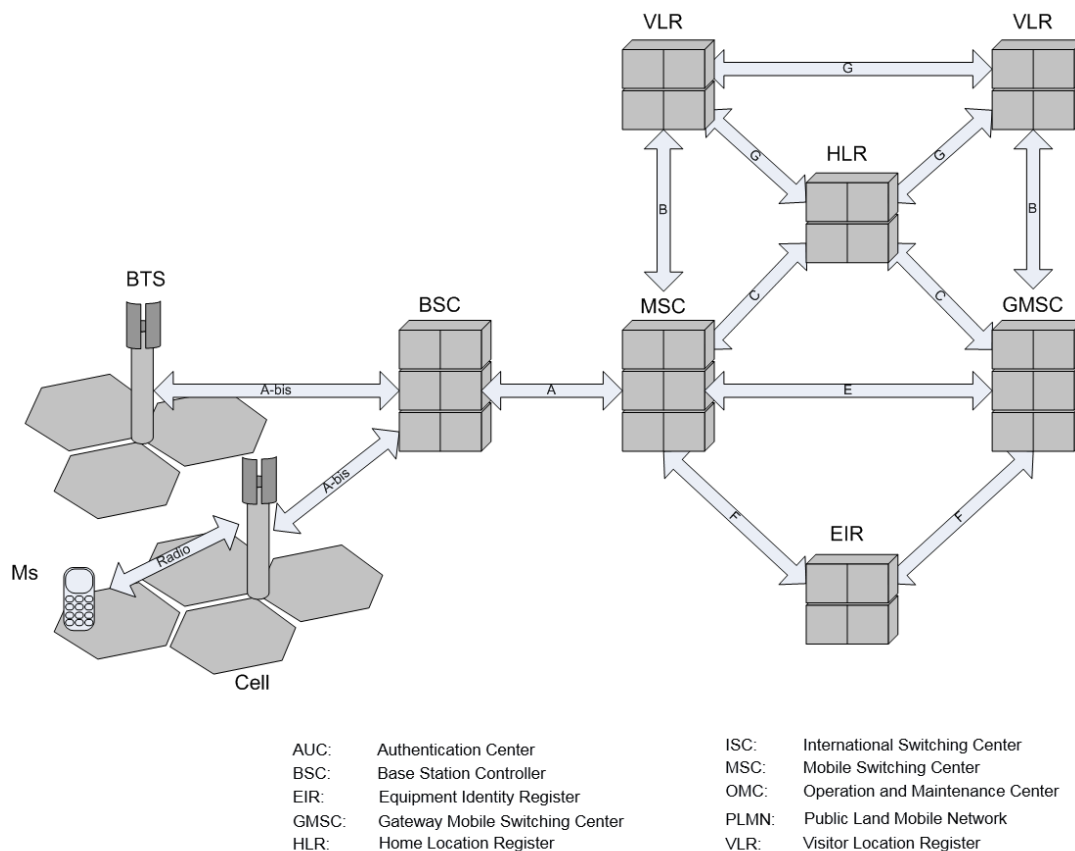 VLR
VLR
G
G
HLR
G
B
B
BTS
BSC
MSC
C
C
GMSC
A-bis
A
E
A-bis
F
F
EIR
Radio
Ms
Cell
AUC: Authentication Center
BSC: Base Station Controller
EIR: Equipment Identity Register
GMSC: Gateway Mobile Switching Center
HLR: Home Location Register
ISC: International Switching Center
MSC: Mobile Switching Center
OMC: Operation and Maintenance Center
PLMN: Public Land Mobile Network
VLR: Visitor Location Register